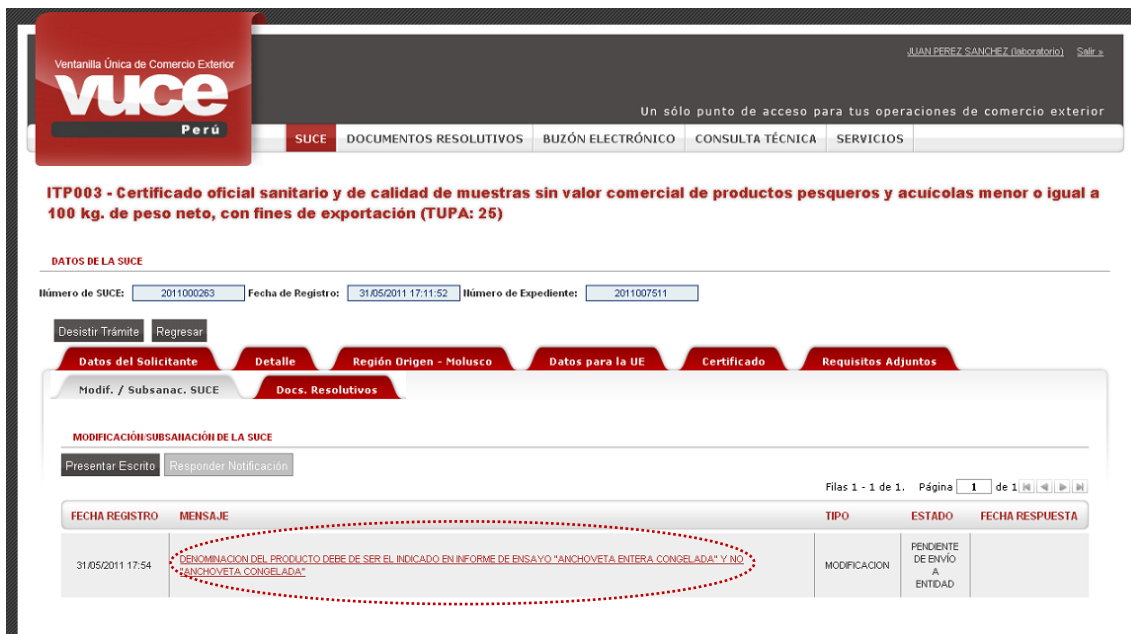 Ventanilla Única de Comercio Exterior
vuce
Perú
JUAN PEREZ SANCHEZ (laboratorio) Salir »
Un sólo punto de acceso para tus operaciones de comercio exterior
SUCE DOCUMENTOS RESOLUTIVOS BUZÓN ELECTRÓNICO CONSULTA TÉCNICA SERVICIOS
ITP003 - Certificado oficial sanitario y de calidad de muestras sin valor comercial de productos pesqueros y acuícolas menor o igual a
100 kg. de peso neto, con fines de exportación (TUPA: 25)
DATOS DE LA SUCE
Número de SUCE: 2011000263 Fecha de Registro: 31/05/2011 17:11:52 Número de Expediente: 2011007511
Desistir Trámite Regresar
Datos del Solicitante Detalle Región Origen - Molusco Datos para la UE Certificado Requisitos Adjuntos
Modif. / Subsanac. SUCE Docs. Resolutivos
MODIFICACIÓN/SUBSANACIÓN DE LA SUCE
Presentar Escrito Responder Notificación
Filas 1 - 1 de 1. Página 1 de 1
FECHA REGISTRO MENSAJE TIPO ESTADO FECHA RESPUESTA
31/05/2011 17:54 DENOMINACION DEL PRODUCTO DEBE DE SER EL INDICADO EN INFORME DE ENSAYO "ANCHOVETA ENTERA CONGELADA" Y NO
"ANCHOVETA CONGELADA"
MODIFICACION
PENDIENTE
DE ENVÍO
A
ENTIDAD